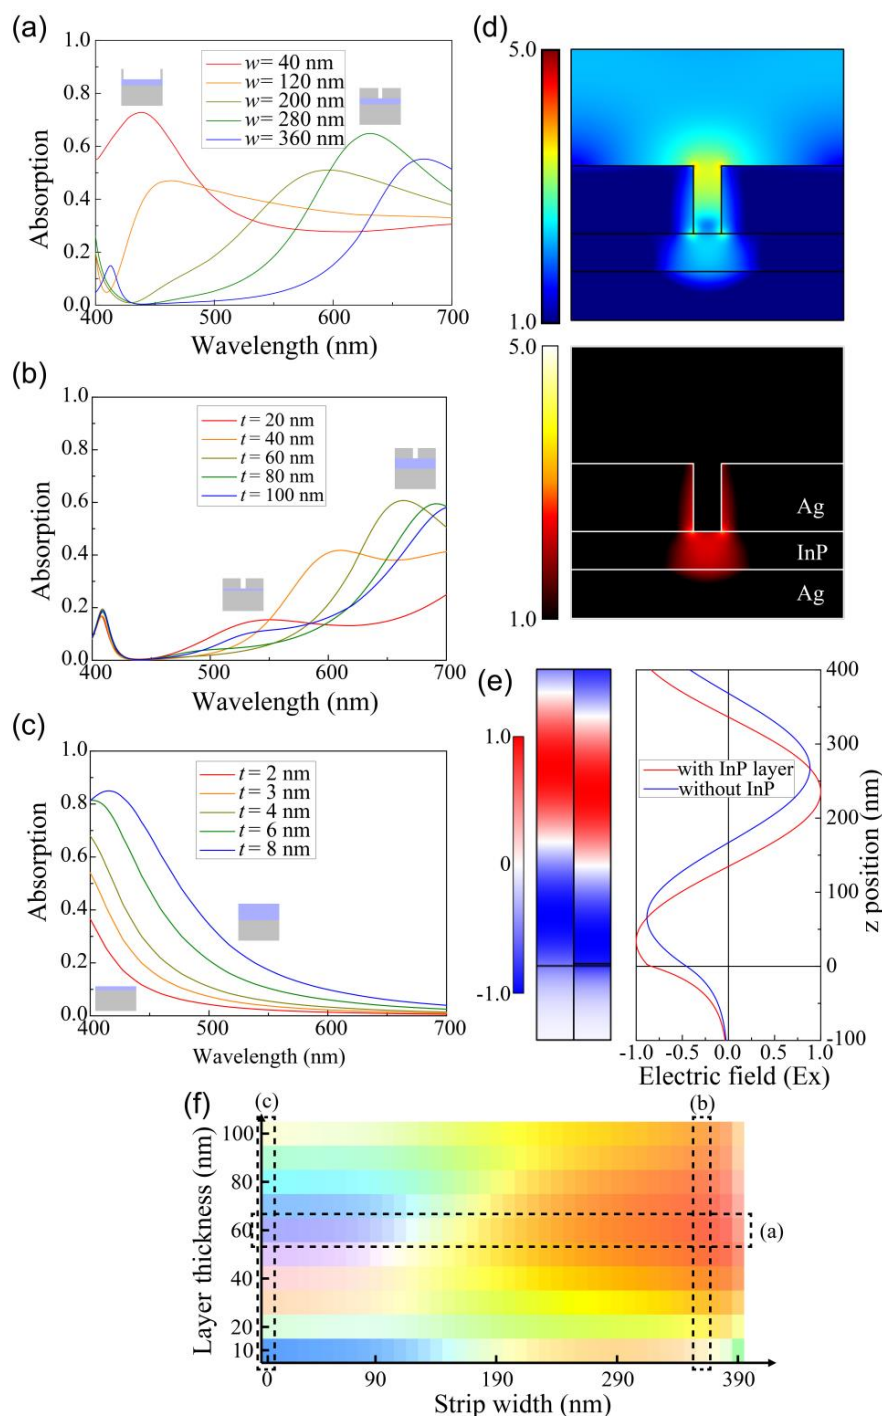 (a)
1.0
0.8
0.6
0.4
0.2
0.0
Absorption
w= 40 nm
w= 120 nm
w= 200 nm
w= 280 nm
w= 360 nm
400
500
600
700
Wavelength (nm)
(b)
1.0
0.8
0.6
0.4
0.2
0.0
Absorption
t = 20 nm
t = 40 nm
t = 60 nm
t = 80 nm
t = 100 nm
400
500
600
700
Wavelength (nm)
(c)
1.0
0.8
0.6
0.4
0.2
0.0
Absorption
t = 2 nm
t = 3 nm
t = 4 nm
t = 6 nm
t = 8 nm
400
500
600
700
Wavelength (nm)
(d)
5.0
1.0
5.0
1.0
Ag
InP
Ag
(e)
1.0
0
-1.0
with InP layer
without InP
400
300
200
100
0
-100
z position (nm)
-1.0
-0.5
0.0
0.5
1.0
Electric field (Ex)
(f)
(c)
(b)
(a)
100
80
60
40
20
10
Layer thickness (nm)
0
90
190
290
390
Strip width (nm)